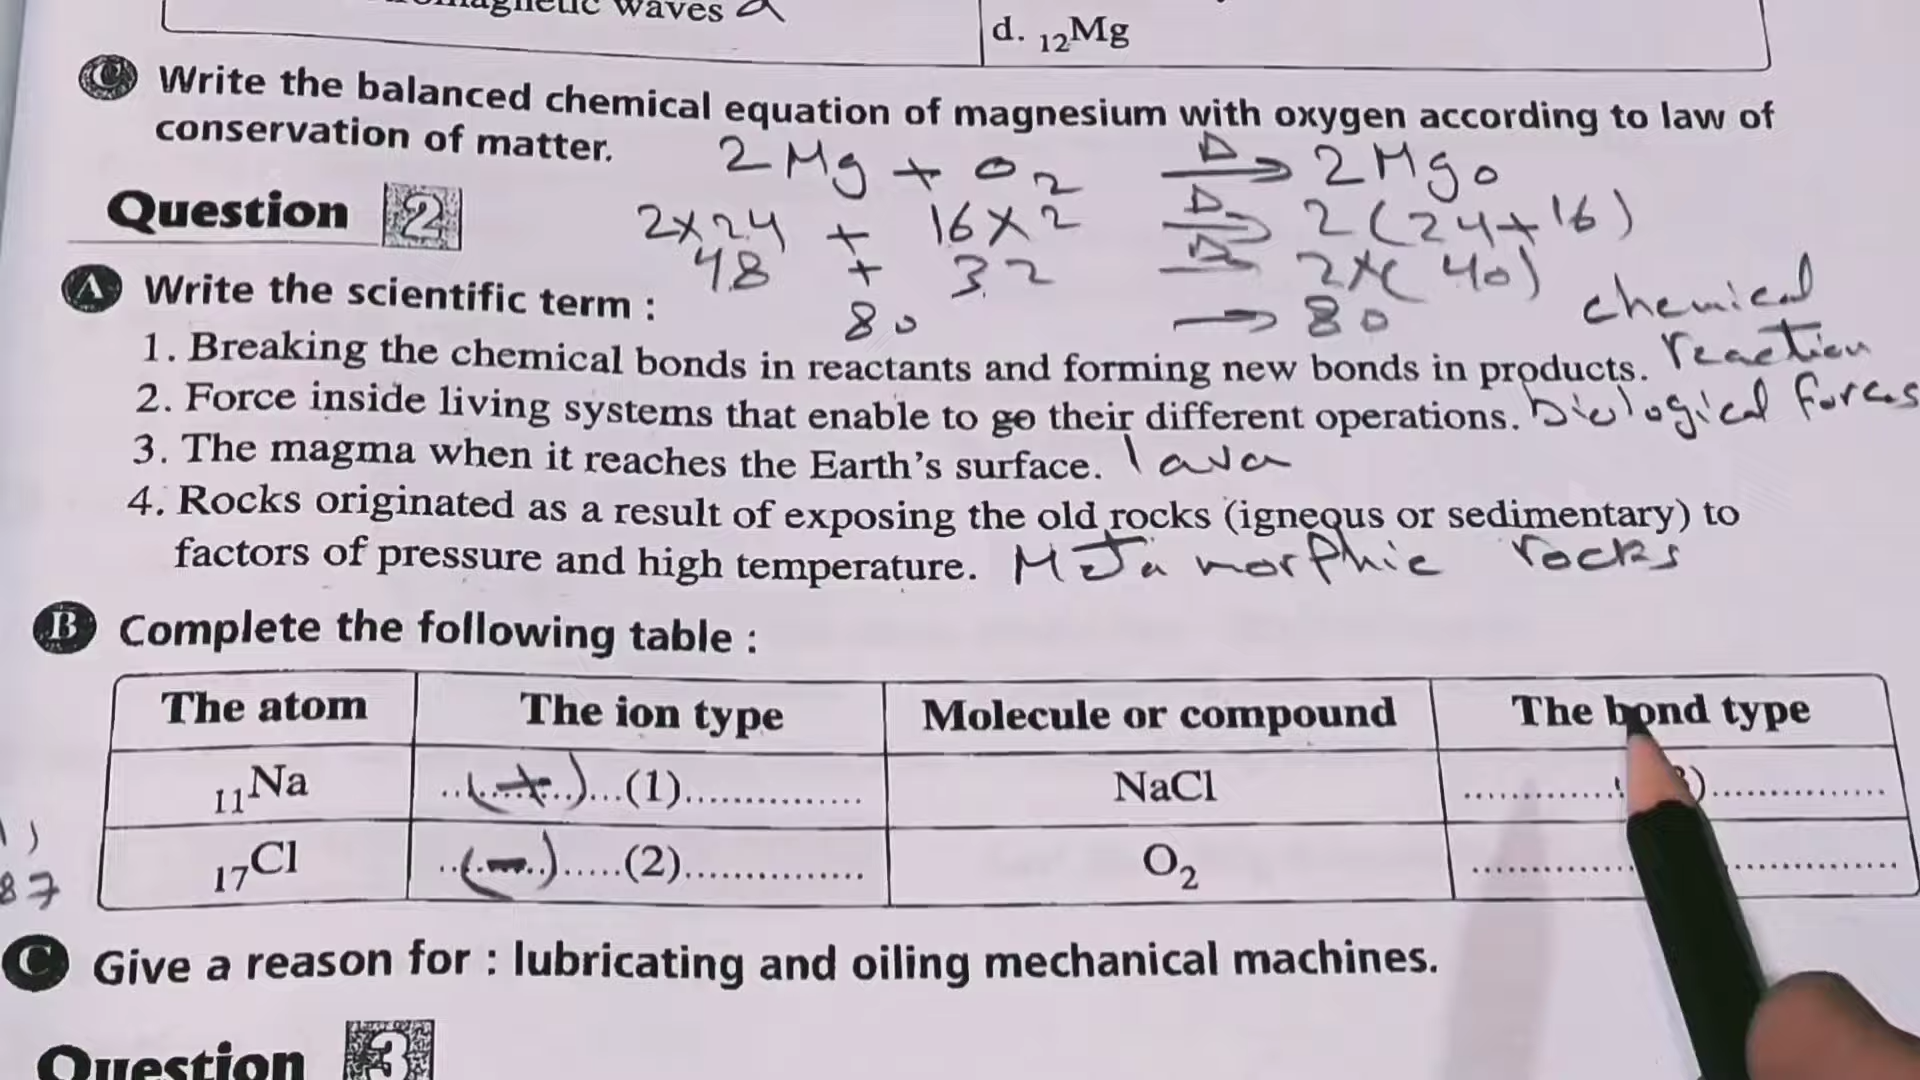 waves a
d. 12Mg
C Write the balanced chemical equation of magnesium with oxygen according to law of
conservation of matter.
2Mg + O2 Δ→ 2MgO
Question 2
2x24 + 16x2 Δ→ 2(24+16)
48 + 32 Δ→ 2x(40)
80 → 80
A Write the scientific term :
1. Breaking the chemical bonds in reactants and forming new bonds in products. chemical reaction
2. Force inside living systems that enable to go their different operations. biological forces
3. The magma when it reaches the Earth's surface. lava
4. Rocks originated as a result of exposing the old rocks (igneous or sedimentary) to
factors of pressure and high temperature. Metamorphic rocks
B Complete the following table :
The atom The ion type Molecule or compound The bond type
11Na ..(+)...(1)............... NaCl ............................
17Cl ..(-).....(2)............... O2 ............................
87
C Give a reason for : lubricating and oiling mechanical machines.
Question 3